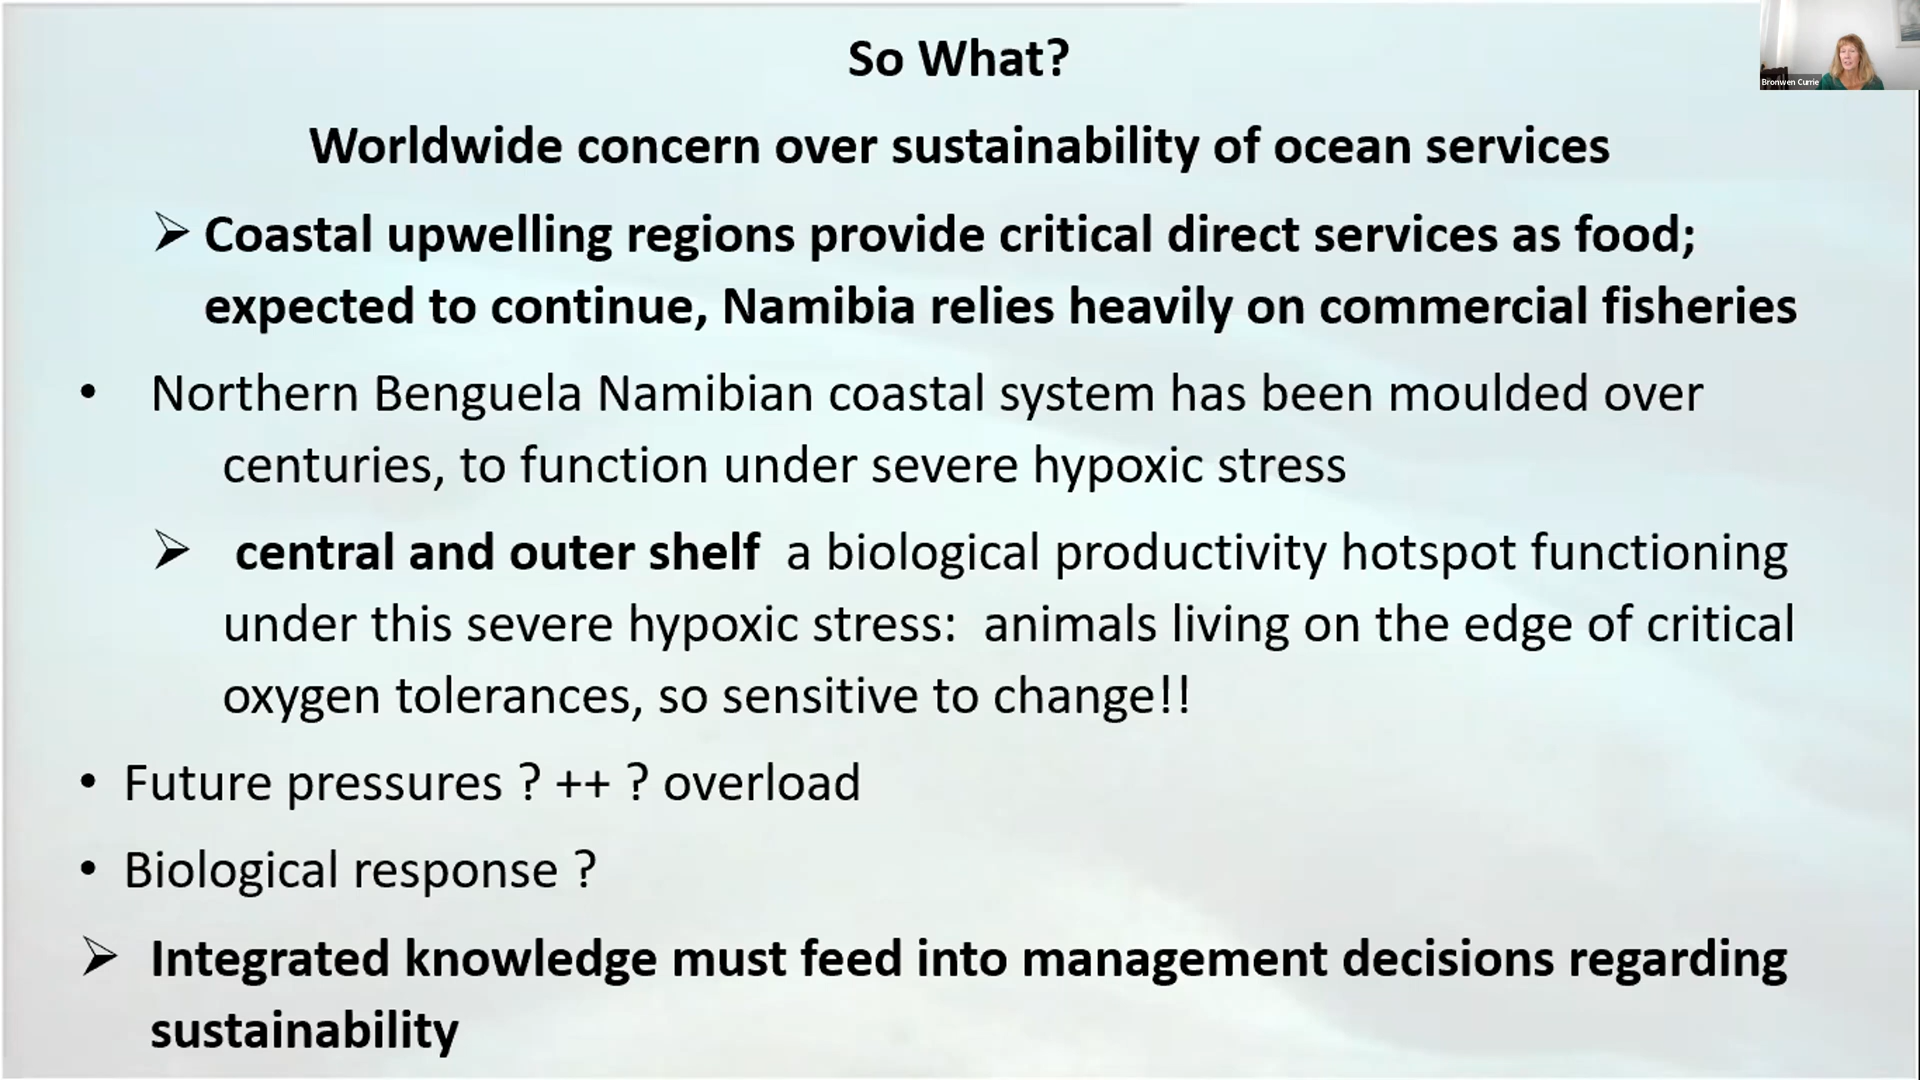 So What?
Bronwen Currie
Worldwide concern over sustainability of ocean services
➢ Coastal upwelling regions provide critical direct services as food;
expected to continue, Namibia relies heavily on commercial fisheries
• Northern Benguela Namibian coastal system has been moulded over
centuries, to function under severe hypoxic stress
➢ central and outer shelf a biological productivity hotspot functioning
under this severe hypoxic stress: animals living on the edge of critical
oxygen tolerances, so sensitive to change!!
• Future pressures ? ++ ? overload
• Biological response ?
➢ Integrated knowledge must feed into management decisions regarding
sustainability